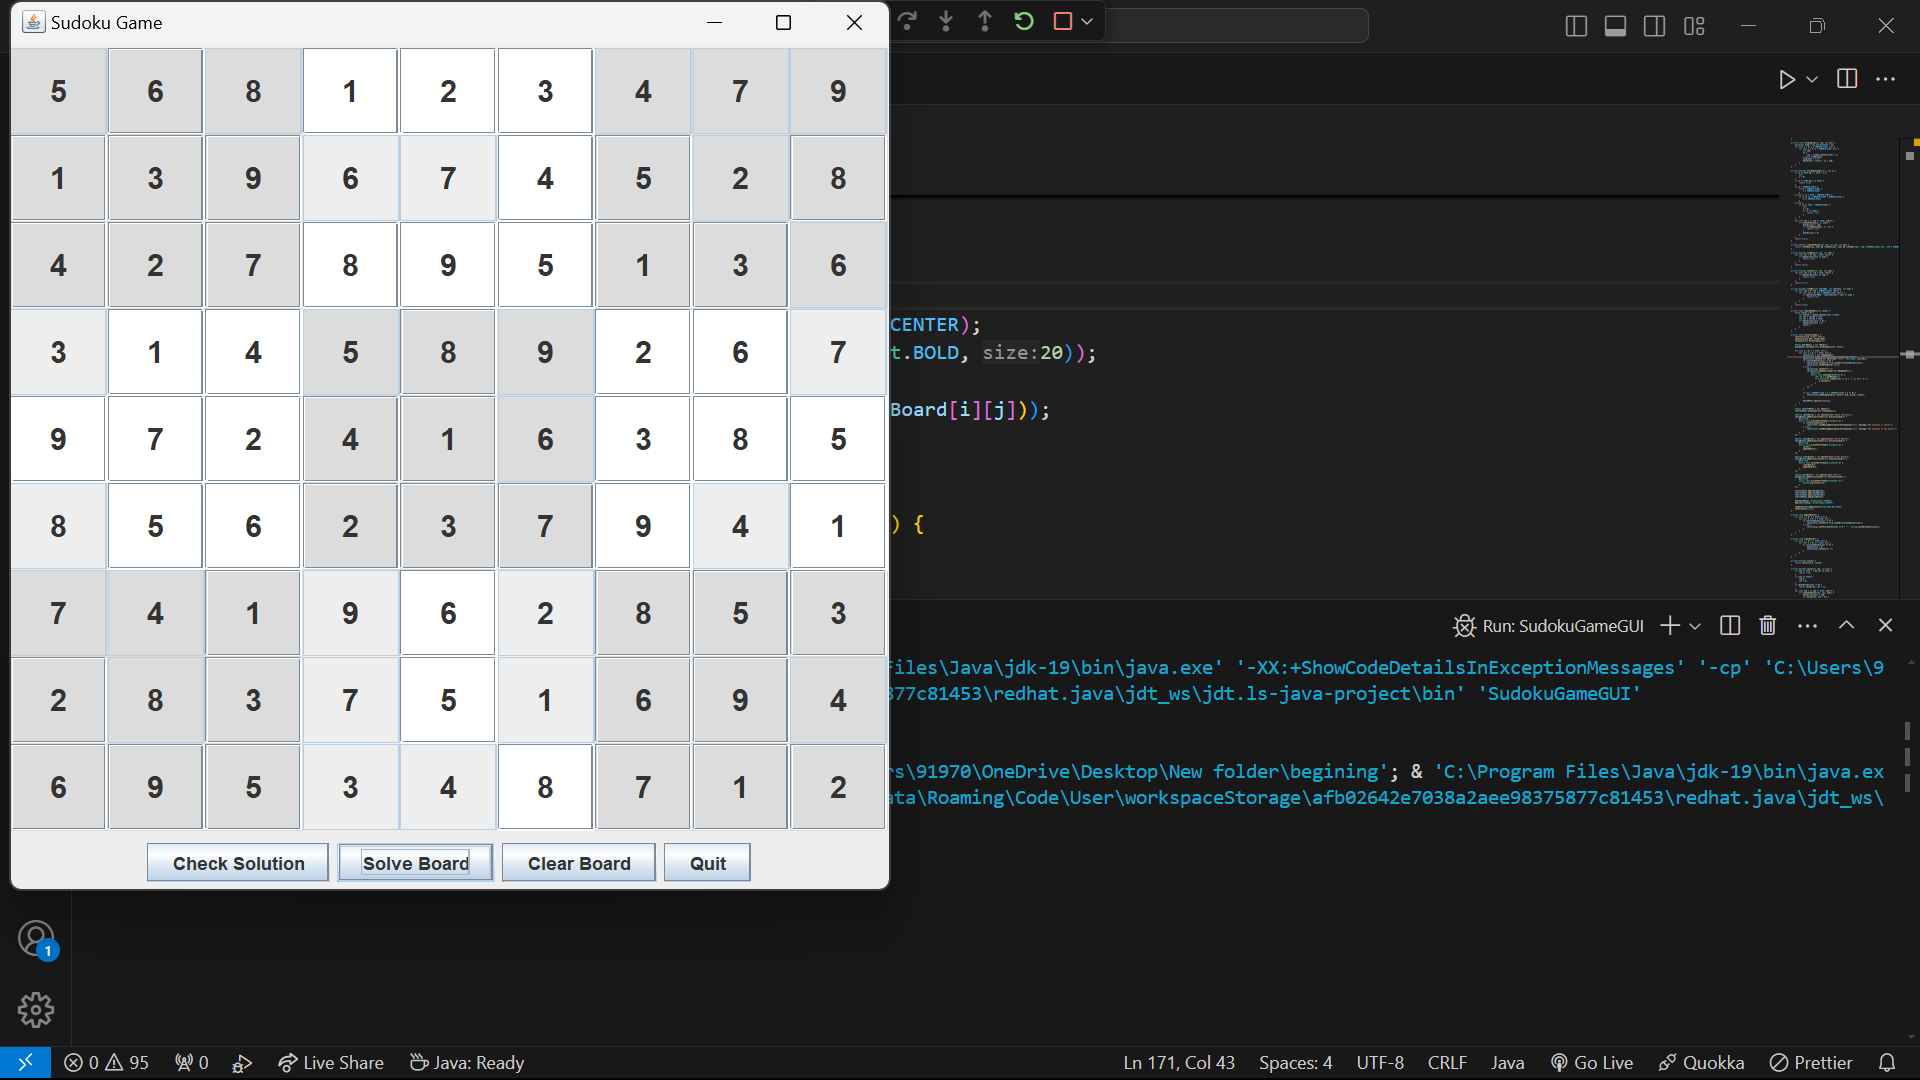 Sudoku Game
5 6 8 1 2 3 4 7 9
1 3 9 6 7 4 5 2 8
4 2 7 8 9 5 1 3 6
3 1 4 5 8 9 2 6 7
9 7 2 4 1 6 3 8 5
8 5 6 2 3 7 9 4 1
7 4 1 9 6 2 8 5 3
2 8 3 7 5 1 6 9 4
6 9 5 3 4 8 7 1 2
Check Solution Solve Board Clear Board Quit
CENTER);
t.BOLD, size:20));
Board[i][j]));
) {
Run: SudokuGameGUI
iles\Java\jdk-19\bin\java.exe' '-XX:+ShowCodeDetailsInExceptionMessages' '-cp' 'C:\Users\9
377c81453\redhat.java\jdt_ws\jdt.ls-java-project\bin' 'SudokuGameGUI'
rs\91970\OneDrive\Desktop\New folder\begining'; & 'C:\Program Files\Java\jdk-19\bin\java.ex
ata\Roaming\Code\User\workspaceStorage\afb02642e7038a2aee98375877c81453\redhat.java\jdt_ws\
1
0 95 0 Live Share Java: Ready Ln 171, Col 43 Spaces: 4 UTF-8 CRLF Java Go Live Quokka Prettier